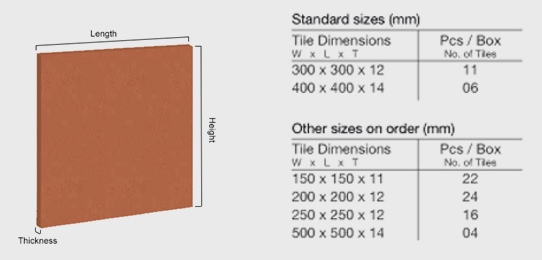 Length
Height
Thickness
Standard sizes (mm)
Tile Dimensions Pcs / Box
W x L x T No. of Tiles
300 x 300 x 12 11
400 x 400 x 14 06
Other sizes on order (mm)
Tile Dimensions Pcs / Box
W x L x T No. of Tiles
150 x 150 x 11 22
200 x 200 x 12 24
250 x 250 x 12 16
500 x 500 x 14 04